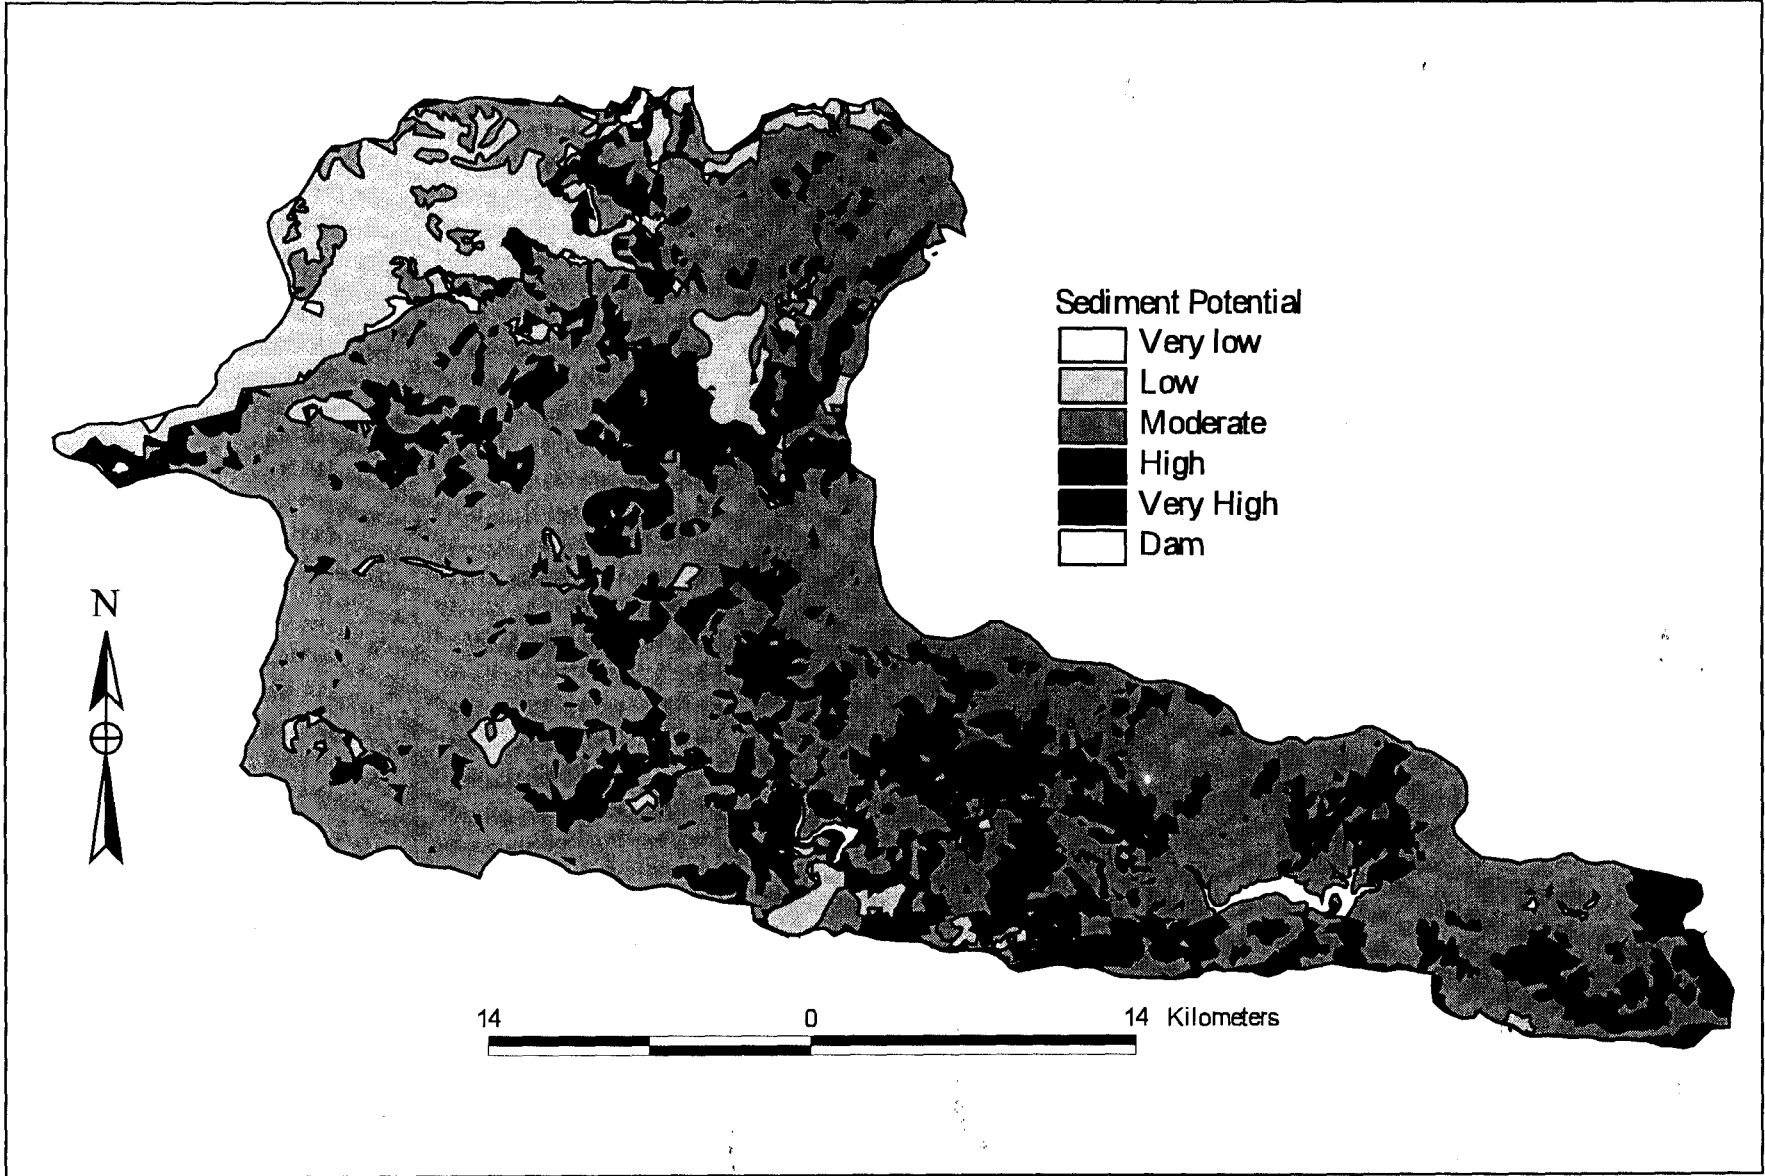 Sediment Potential
Very low
Low
Moderate
High
Very High
Dam
N
14 0 14 Kilometers